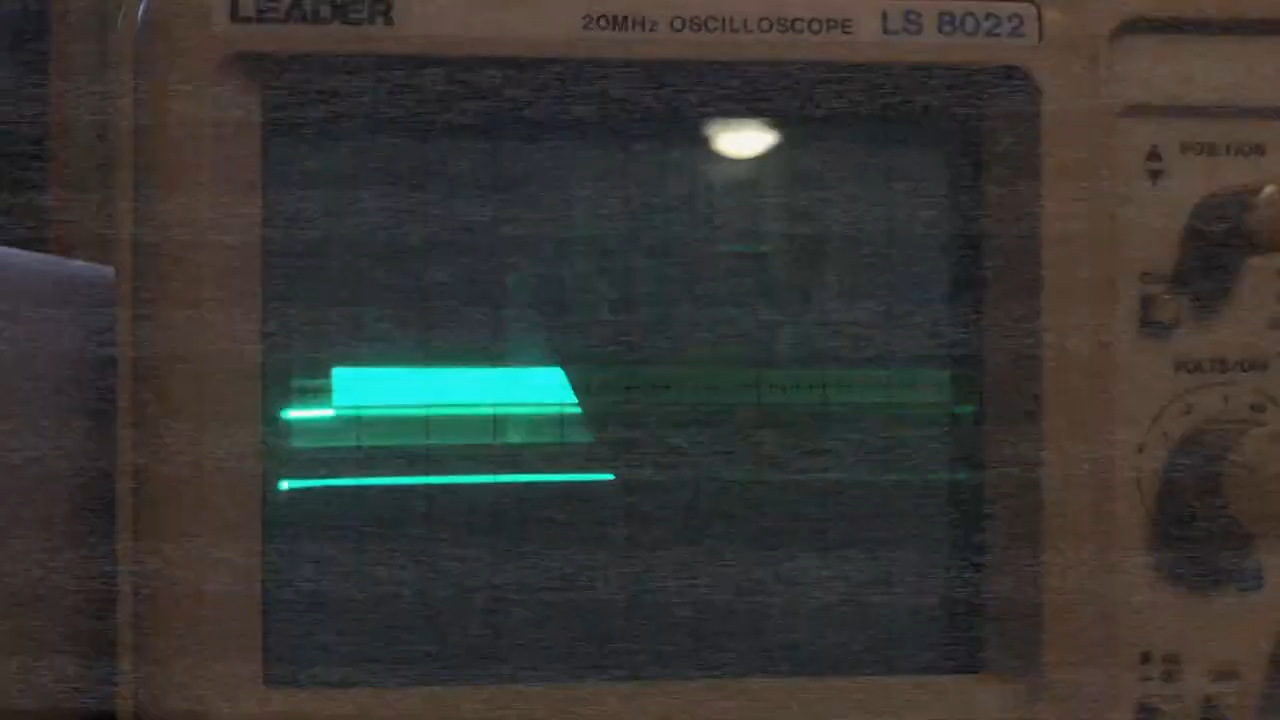 LEADER
20MHz OSCILLOSCOPE LS 8022
POSITION
VOLTS/DIV